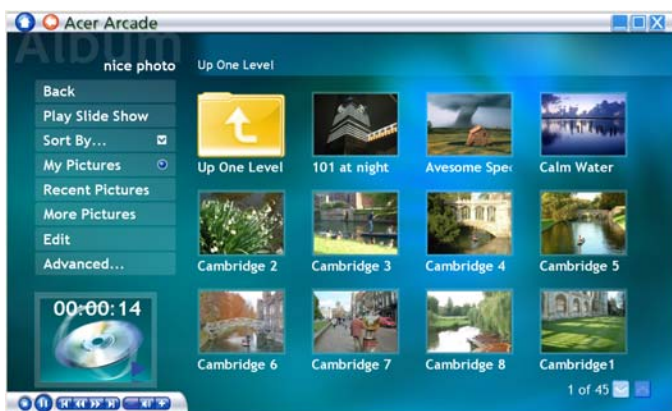 Acer Arcade
Album
nice photo
Up One Level
Back
Play Slide Show
Sort By...
My Pictures
Recent Pictures
More Pictures
Edit
Advanced...
00:00:14
Up One Level
101 at night
Avesome Spe
Calm Water
Cambridge 2
Cambridge 3
Cambridge 4
Cambridge 5
Cambridge 6
Cambridge 7
Cambridge 8
Cambridge1
1 of 45